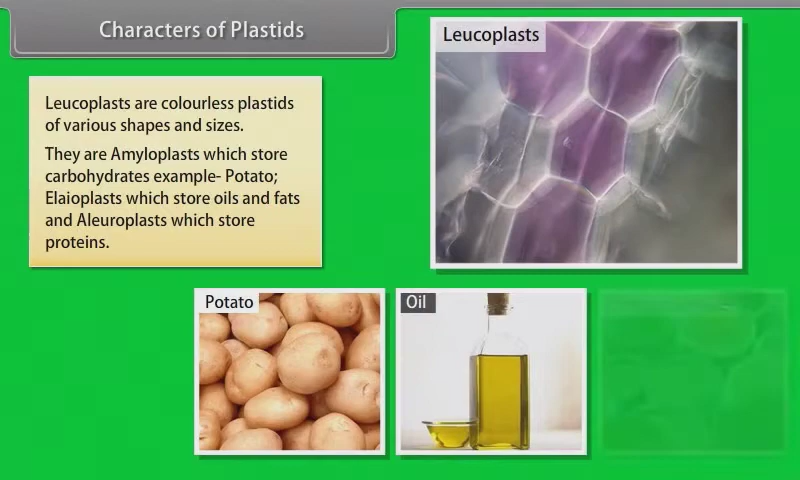 Characters of Plastids
Leucoplasts
Leucoplasts are colourless plastids
of various shapes and sizes.
They are Amyloplasts which store
carbohydrates example- Potato;
Elaioplasts which store oils and fats
and Aleuroplasts which store
proteins.
Potato
Oil